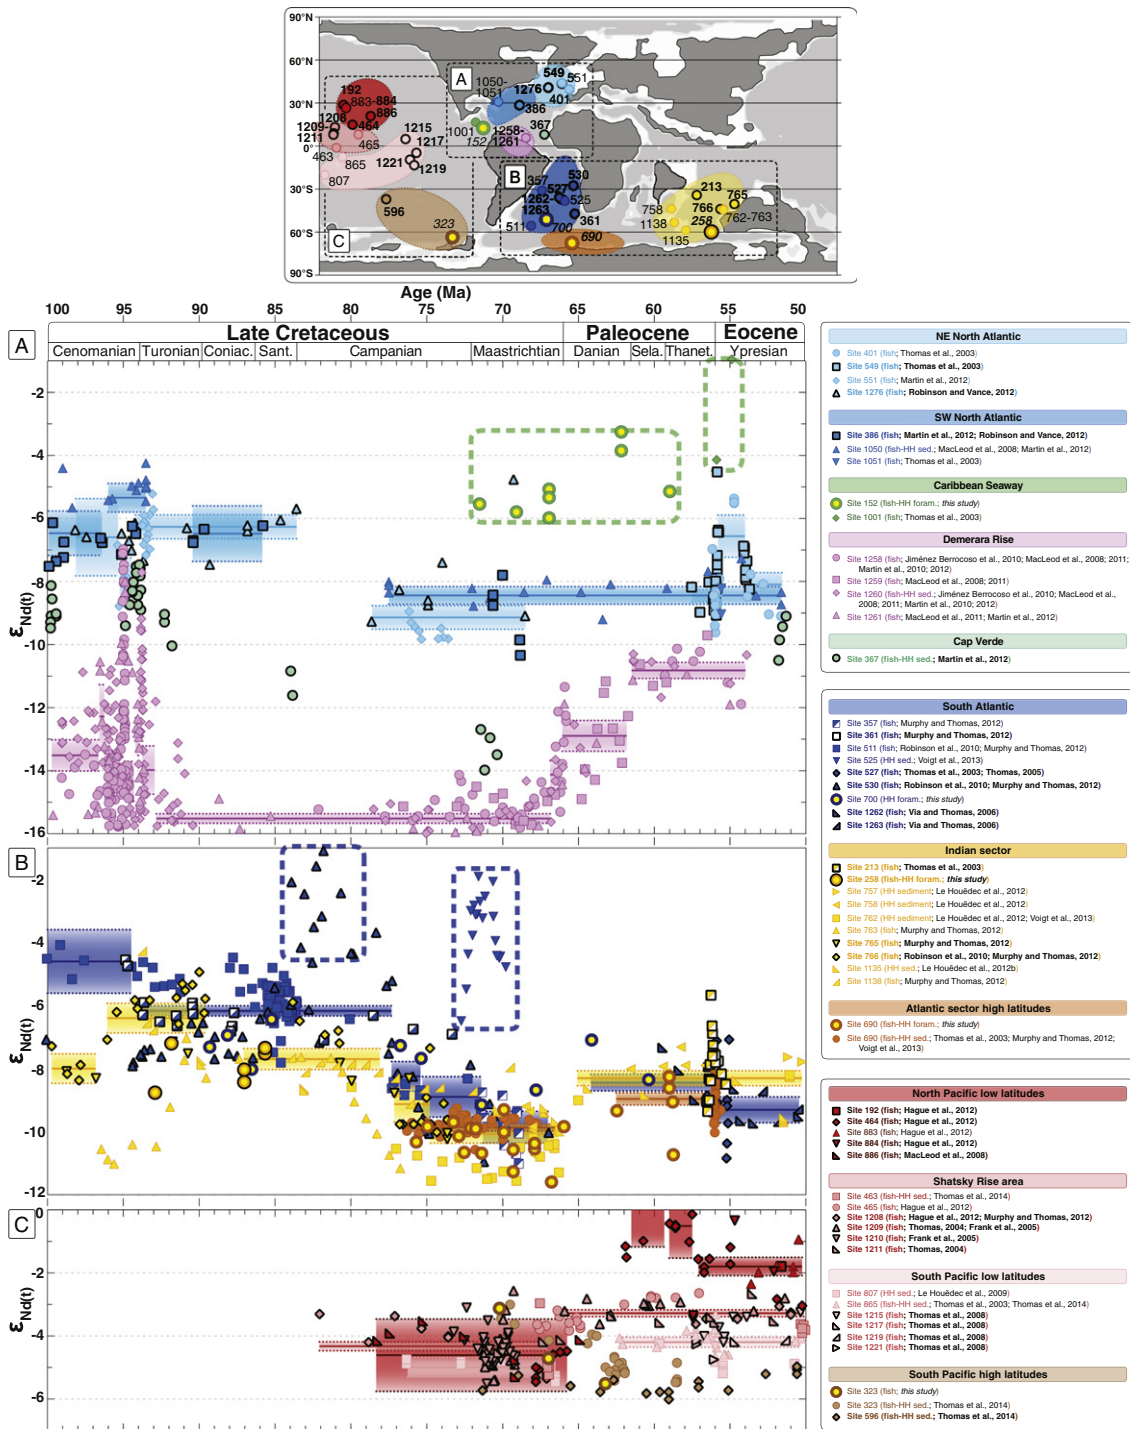 90°N
60°N
30°N
0°
30°S
60°S
90°S
A
B
C
192
883-884
886
1208
1209-
1211
464
465
463
865
807
1215
1217
1221
1219
596
323
1050-
1051
1276
549
551
401
386
1001
152
1258-
1261
367
357
530
527
1262-
1263
525
361
511
700
690
213
765
758
766
762-763
1138
258
1135
Age (Ma)
100 95 90 85 80 75 70 65 60 55 50
Late Cretaceous Paleocene Eocene
Cenomanian Turonian Coniac. Sant. Campanian Maastrichtian Danian Sela. Thanet. Ypresian
A
-2
-4
-6
-8
-10
-12
-14
-16
εNd(t)
B
-2
-4
-6
-8
-10
-12
εNd(t)
C
0
-2
-4
-6
εNd(t)
NE North Atlantic
Site 401 (fish; Thomas et al., 2003)
Site 549 (fish; Thomas et al., 2003)
Site 551 (fish; Martin et al., 2012)
Site 1276 (fish; Robinson and Vance, 2012)
SW North Atlantic
Site 386 (fish; Martin et al., 2012; Robinson and Vance, 2012)
Site 1050 (fish-HH sed.; MacLeod et al., 2008; Martin et al., 2012)
Site 1051 (fish; Thomas et al., 2003)
Caribbean Seaway
Site 152 (fish-HH foram.; this study)
Site 1001 (fish; Thomas et al., 2003)
Demerara Rise
Site 1258 (fish; Jiménez Berrocoso et al., 2010; MacLeod et al., 2008; 2011;
Martin et al., 2010; 2012)
Site 1259 (fish; MacLeod et al., 2008; 2011)
Site 1260 (fish-HH sed.; Jiménez Berrocoso et al., 2010; MacLeod et al.,
2008; 2011; Martin et al., 2010; 2012)
Site 1261 (fish; MacLeod et al., 2011; Martin et al., 2012)
Cap Verde
Site 367 (fish-HH sed.; Martin et al., 2012)
South Atlantic
Site 357 (fish; Murphy and Thomas, 2012)
Site 361 (fish; Murphy and Thomas, 2012)
Site 511 (fish; Robinson et al., 2010; Murphy and Thomas, 2012)
Site 525 (HH sed.; Voigt et al., 2013)
Site 527 (fish; Thomas et al., 2003; Thomas, 2005)
Site 530 (fish; Robinson et al., 2010; Murphy and Thomas, 2012)
Site 700 (HH foram.; this study)
Site 1262 (fish; Via and Thomas, 2006)
Site 1263 (fish; Via and Thomas, 2006)
Indian sector
Site 213 (fish; Thomas et al., 2003)
Site 258 (fish-HH foram.; this study)
Site 757 (HH sediment; Le Houëdec et al., 2012)
Site 758 (HH sediment; Le Houëdec et al., 2012)
Site 762 (HH sediment; Le Houëdec et al., 2012; Voigt et al., 2013)
Site 763 (fish; Murphy and Thomas, 2012)
Site 765 (fish; Murphy and Thomas, 2012)
Site 766 (fish; Robinson et al., 2010; Murphy and Thomas, 2012)
Site 1135 (HH sed.; Le Houëdec et al., 2012b)
Site 1138 (fish; Murphy and Thomas, 2012)
Atlantic sector high latitudes
Site 690 (fish-HH foram.; this study)
Site 690 (fish-HH sed.; Thomas et al., 2003; Murphy and Thomas, 2012;
Voigt et al., 2013)
North Pacific low latitudes
Site 192 (fish; Hague et al., 2012)
Site 464 (fish; Hague et al., 2012)
Site 883 (fish; Hague et al., 2012)
Site 884 (fish; Hague et al., 2012)
Site 886 (fish; MacLeod et al., 2008)
Shatsky Rise area
Site 463 (fish-HH sed.; Thomas et al., 2014)
Site 465 (fish; Hague et al., 2012)
Site 1208 (fish; Hague et al., 2012; Murphy and Thomas, 2012)
Site 1209 (fish; Thomas, 2004; Frank et al., 2005)
Site 1210 (fish; Frank et al., 2005)
Site 1211 (fish; Thomas, 2004)
South Pacific low latitudes
Site 807 (HH sed.; Le Houëdec et al., 2009)
Site 865 (fish-HH sed.; Thomas et al., 2003; Thomas et al., 2014)
Site 1215 (fish; Thomas et al., 2008)
Site 1217 (fish; Thomas et al., 2008)
Site 1219 (fish; Thomas et al., 2008)
Site 1221 (fish; Thomas et al., 2008)
South Pacific high latitudes
Site 323 (fish; this study)
Site 323 (fish-HH sed.; Thomas et al., 2014)
Site 596 (fish-HH sed.; Thomas et al., 2014)